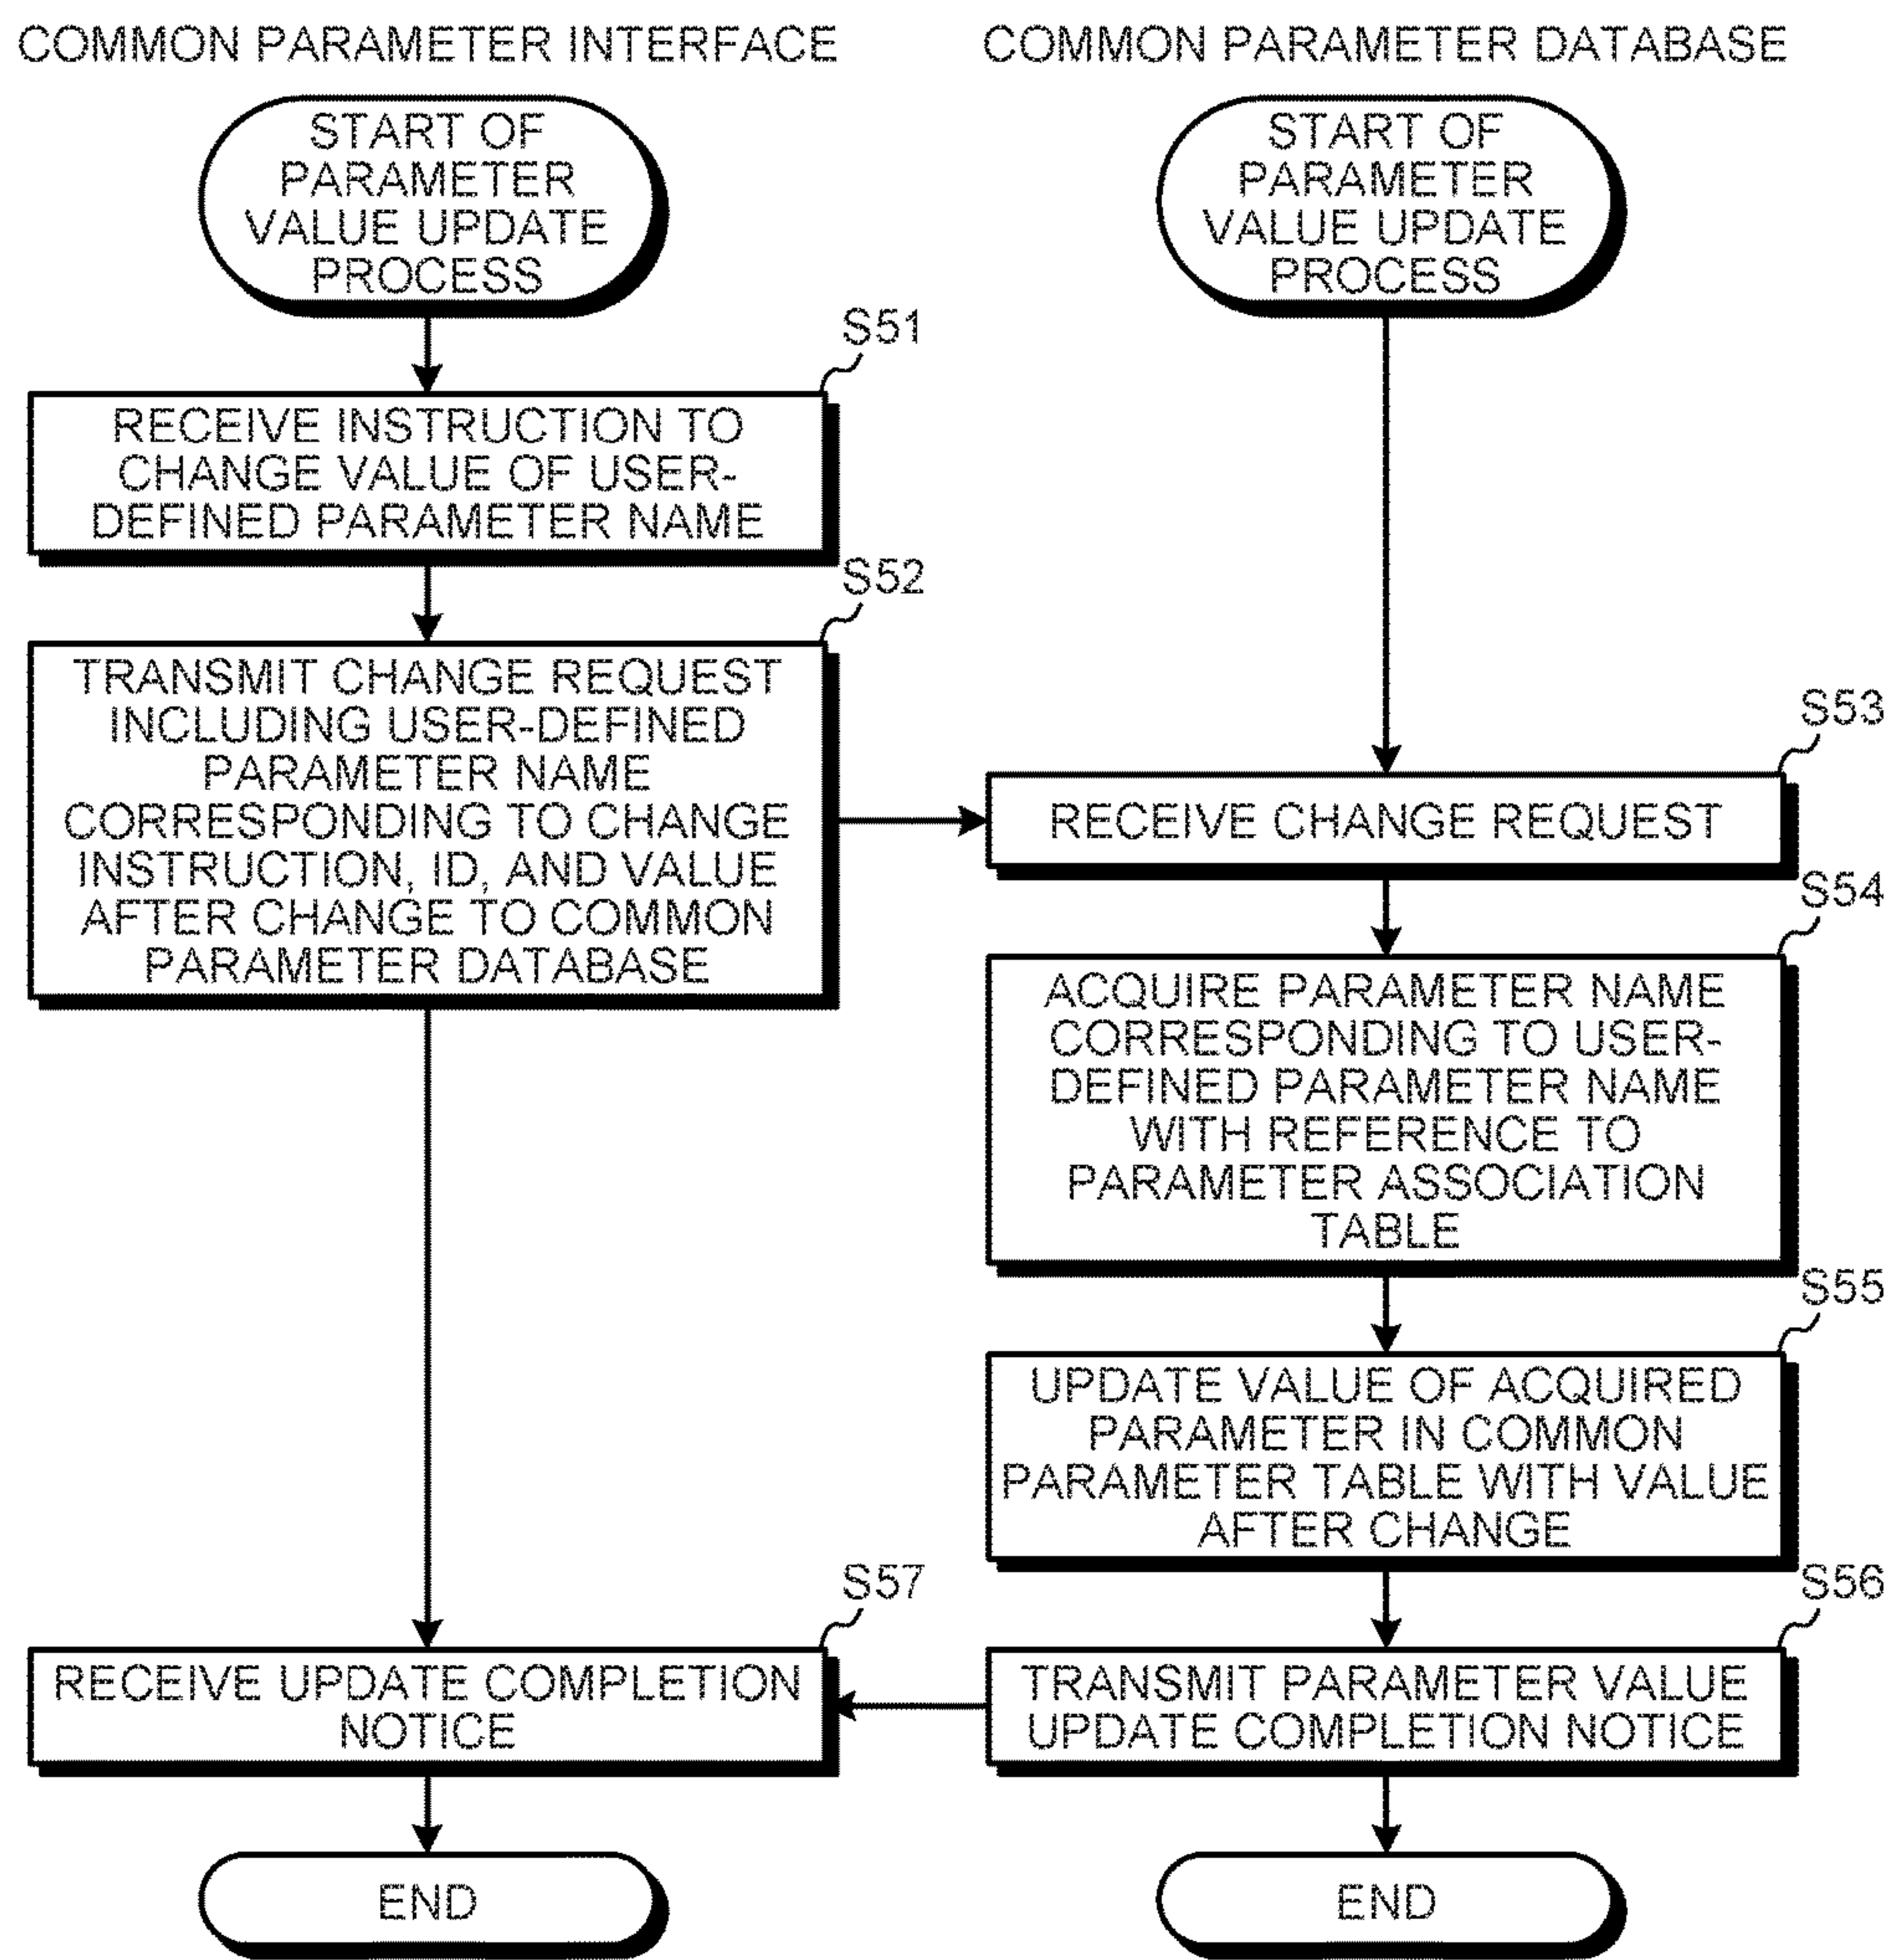 COMMON PARAMETER INTERFACE
START OF
PARAMETER
VALUE UPDATE
PROCESS
S51
RECEIVE INSTRUCTION TO
CHANGE VALUE OF USER-
DEFINED PARAMETER NAME
S52
TRANSMIT CHANGE REQUEST
INCLUDING USER-DEFINED
PARAMETER NAME
CORRESPONDING TO CHANGE
INSTRUCTION, ID, AND VALUE
AFTER CHANGE TO COMMON
PARAMETER DATABASE
S57
RECEIVE UPDATE COMPLETION
NOTICE
END
COMMON PARAMETER DATABASE
START OF
PARAMETER
VALUE UPDATE
PROCESS
S53
RECEIVE CHANGE REQUEST
S54
ACQUIRE PARAMETER NAME
CORRESPONDING TO USER-
DEFINED PARAMETER NAME
WITH REFERENCE TO
PARAMETER ASSOCIATION
TABLE
S55
UPDATE VALUE OF ACQUIRED
PARAMETER IN COMMON
PARAMETER TABLE WITH VALUE
AFTER CHANGE
S56
TRANSMIT PARAMETER VALUE
UPDATE COMPLETION NOTICE
END